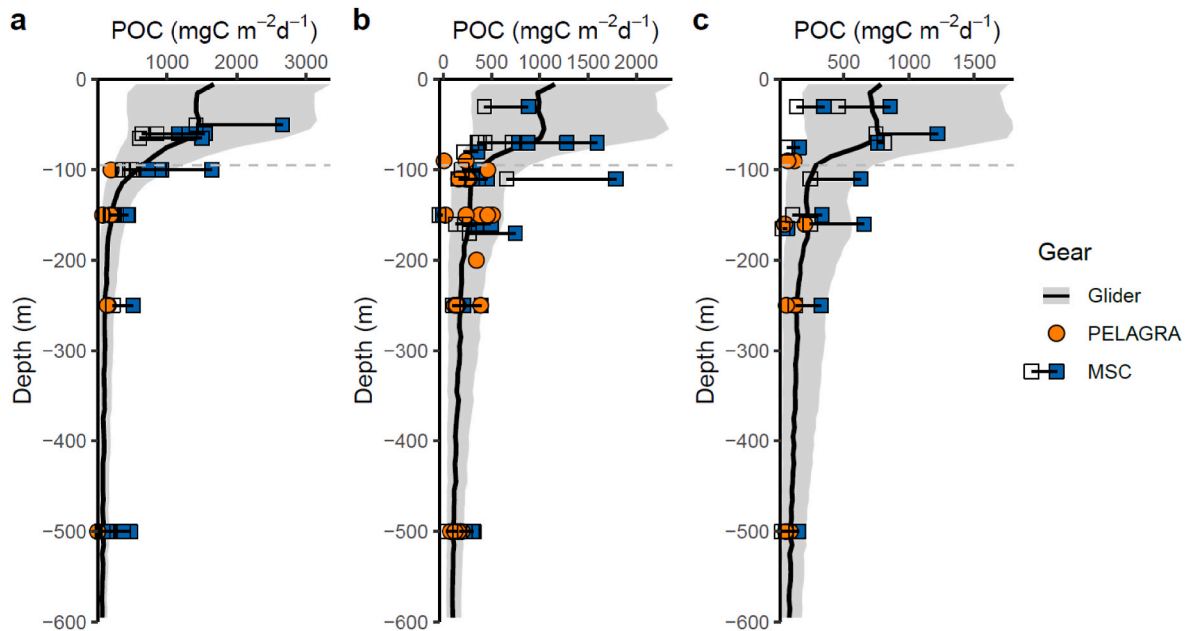 a
POC (mgC m⁻²d⁻¹)
1000 2000 3000
0
−100
−200
−300
−400
−500
−600
Depth (m)
b
POC (mgC m⁻²d⁻¹)
0 500 1000 1500 2000
0
−100
−200
−300
−400
−500
−600
Depth (m)
c
POC (mgC m⁻²d⁻¹)
500 1000 1500
0
−100
−200
−300
−400
−500
−600
Depth (m)
Gear
Glider
PELAGRA
MSC